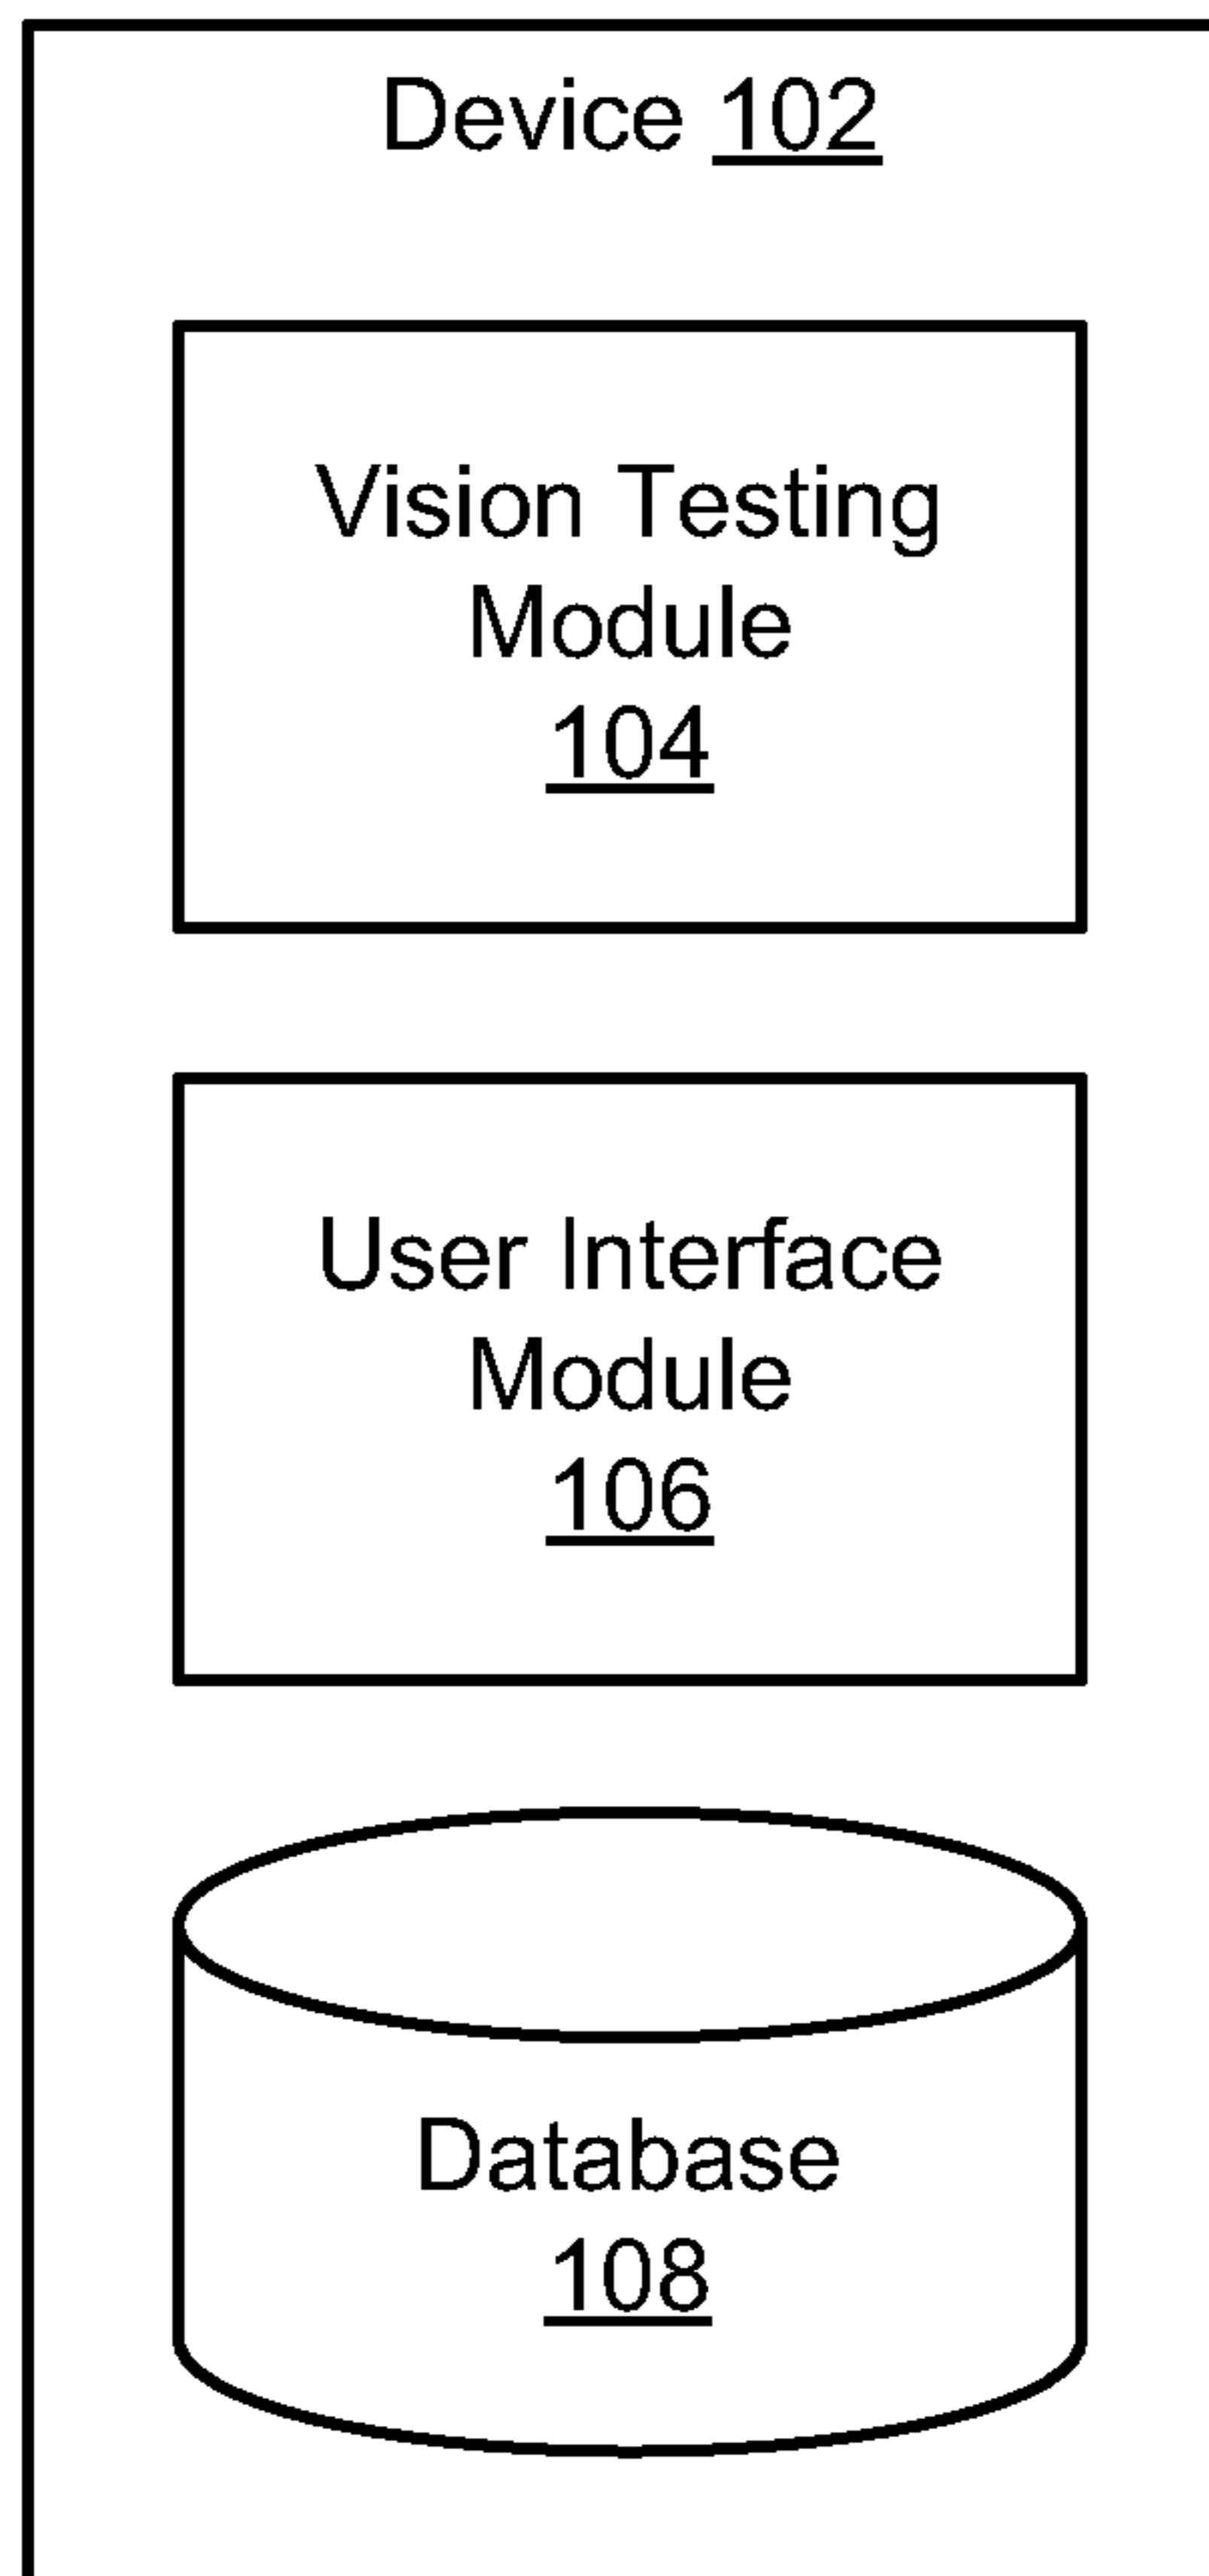 Device 102
Vision Testing
Module
104
User Interface
Module
106
Database
108